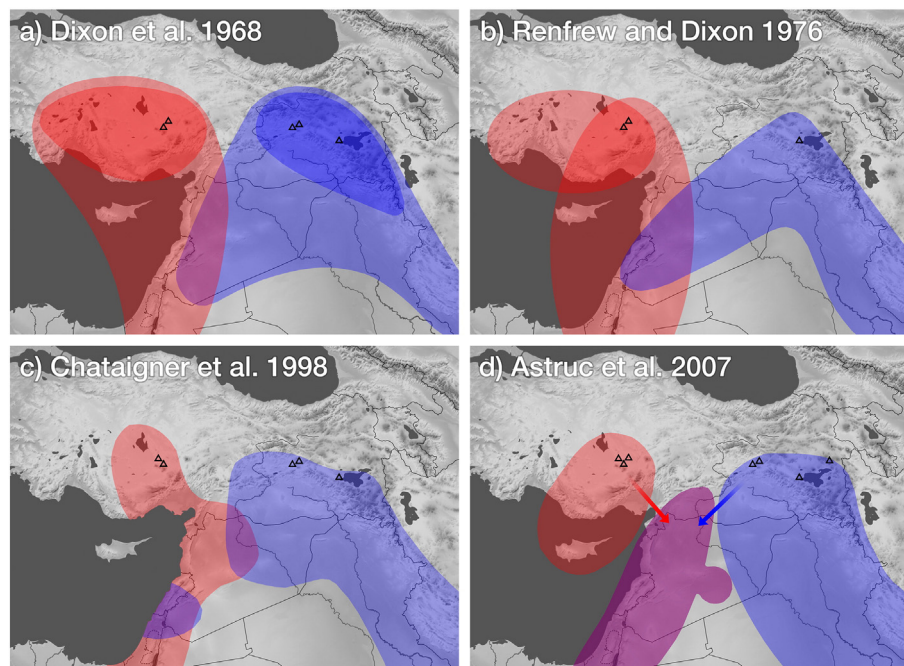 a) Dixon et al. 1968
b) Renfrew and Dixon 1976
c) Chataigner et al. 1998
d) Astruc et al. 2007